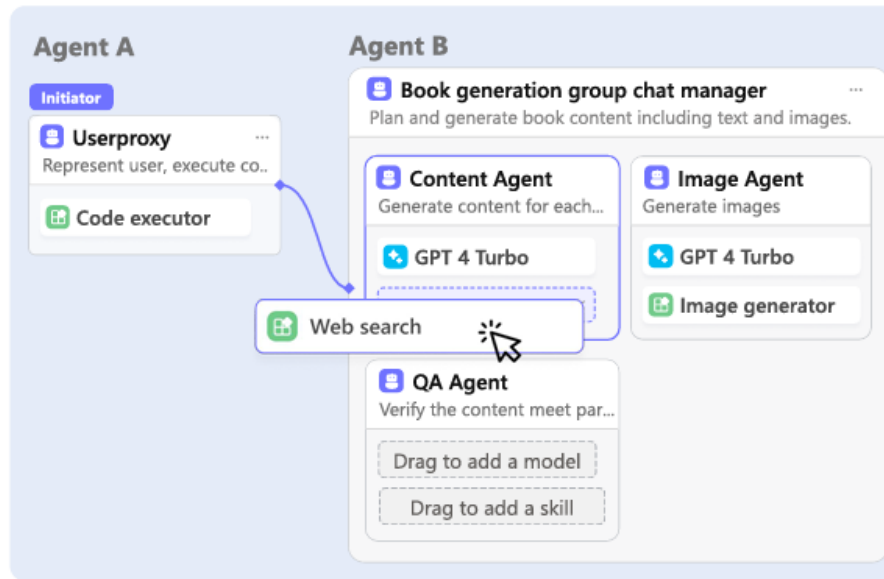 Agent A
Agent B
Initiator
Userproxy
Represent user, execute co..
Code executor
Book generation group chat manager
Plan and generate book content including text and images.
Content Agent
Generate content for each...
GPT 4 Turbo
Web search
Image Agent
Generate images
GPT 4 Turbo
Image generator
QA Agent
Verify the content meet par...
Drag to add a model
Drag to add a skill